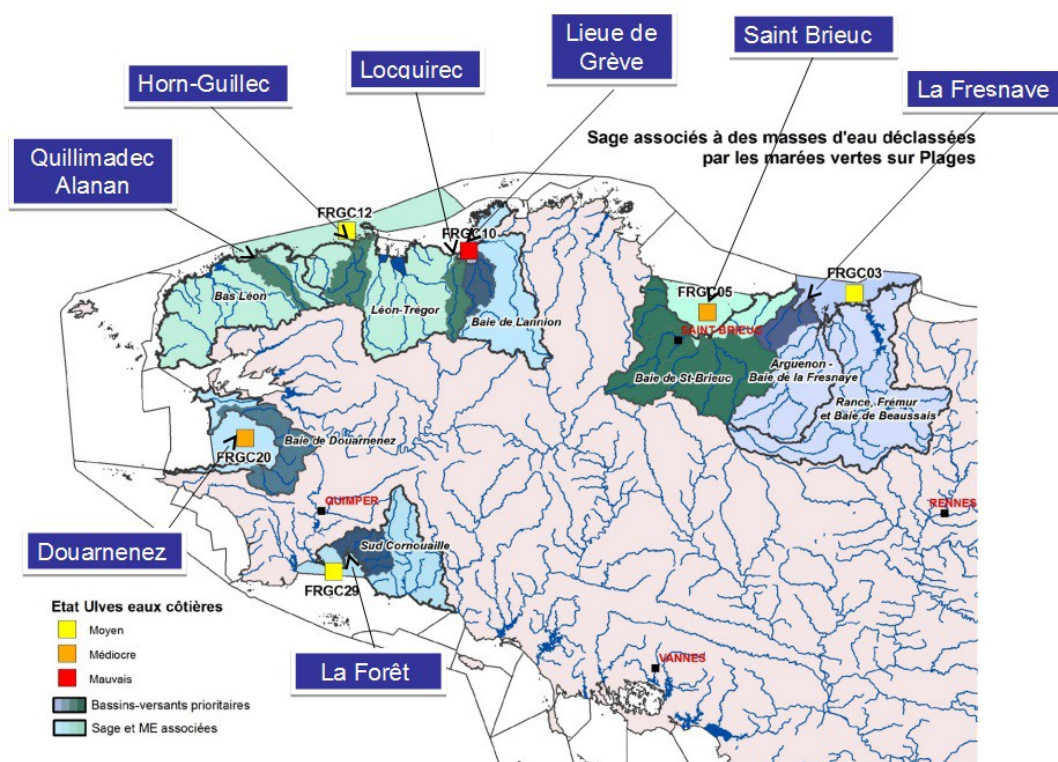 Lieue de
Grève
Saint Brieuc
Locquirec
Horn-Guillec
La Fresnave
Quillimadec
Alanan
Sage associés à des masses d'eau déclassées
par les marées vertes sur Plages
FRGC12
FRGC10
FRGC03
FRGC05
Bas Léon
Léon-Trégor
Baie de Lannion
SAINT-BRIEUC
Baie de St-Brieuc
Arguenon -
Baie de la Fresnaye
Rance, Frémur
et Baie de Beaussais
Baie de Douarnenez
FRGC20
QUIMPER
RENNES
Sud Cornouaille
Douarnenez
FRGC29
Etat Ulves eaux côtières
Moyen
Médiocre
Mauvais
Bassins-versants prioritaires
Sage et ME associées
La Forêt
VANNES